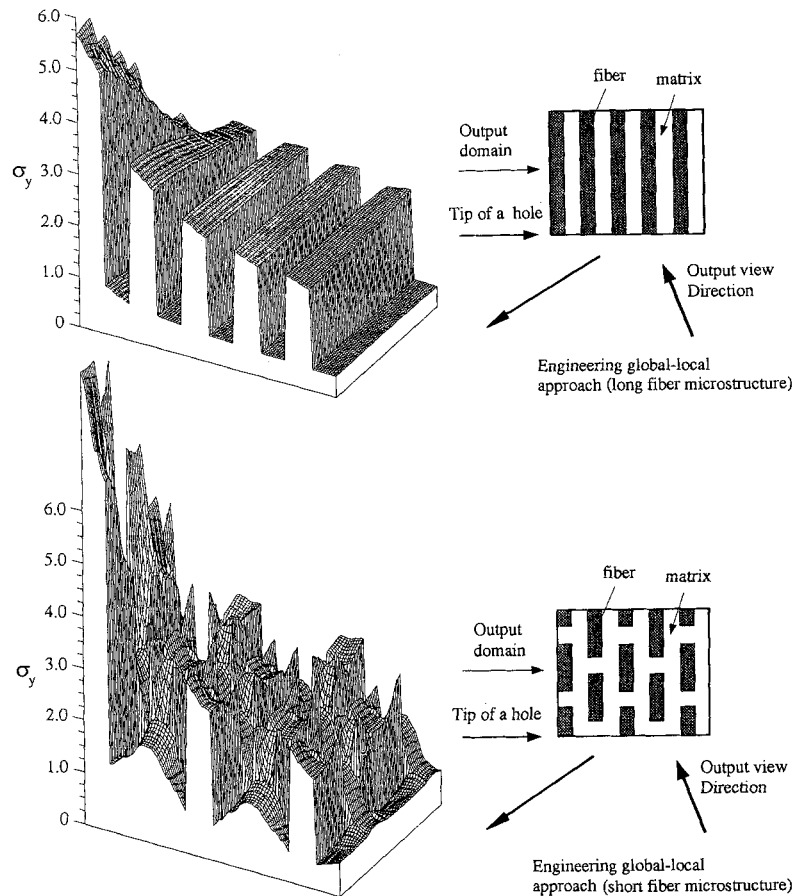 6.0
5.0
4.0
3.0
2.0
1.0
0
σy
fiber
matrix
Output
domain
Tip of a hole
Output view
Direction
Engineering global-local
approach (long fiber microstructure)
6.0
5.0
4.0
3.0
2.0
1.0
0
σy
fiber
matrix
Output
domain
Tip of a hole
Output view
Direction
Engineering global-local
approach (short fiber microstructure)